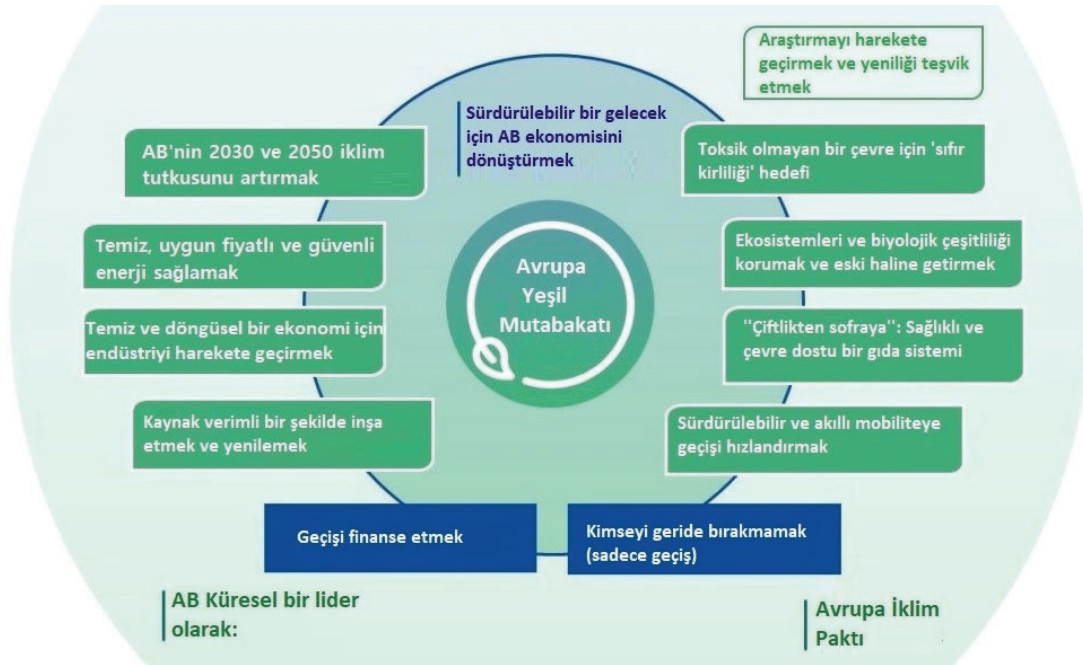 Araştırmayı harekete
geçirmek ve yeniliği teşvik
etmek
Sürdürülebilir bir gelecek
için AB ekonomisini
dönüştürmek
AB'nin 2030 ve 2050 iklim
tutkusunu artırmak
Toksik olmayan bir çevre için 'sıfır
kirliliği' hedefi
Temiz, uygun fiyatlı ve güvenli
enerji sağlamak
Ekosistemleri ve biyolojik çeşitliliği
korumak ve eski haline getirmek
Avrupa
Yeşil
Mutabakatı
Temiz ve döngüsel bir ekonomi için
endüstriyi harekete geçirmek
''Çiftlikten sofraya'': Sağlıklı ve
çevre dostu bir gıda sistemi
Kaynak verimli bir şekilde inşa
etmek ve yenilemek
Sürdürülebilir ve akıllı mobiliteye
geçişi hızlandırmak
Geçişi finanse etmek
Kimseyi geride bırakmamak
(sadece geçiş)
AB Küresel bir lider
olarak:
Avrupa İklim
Paktı